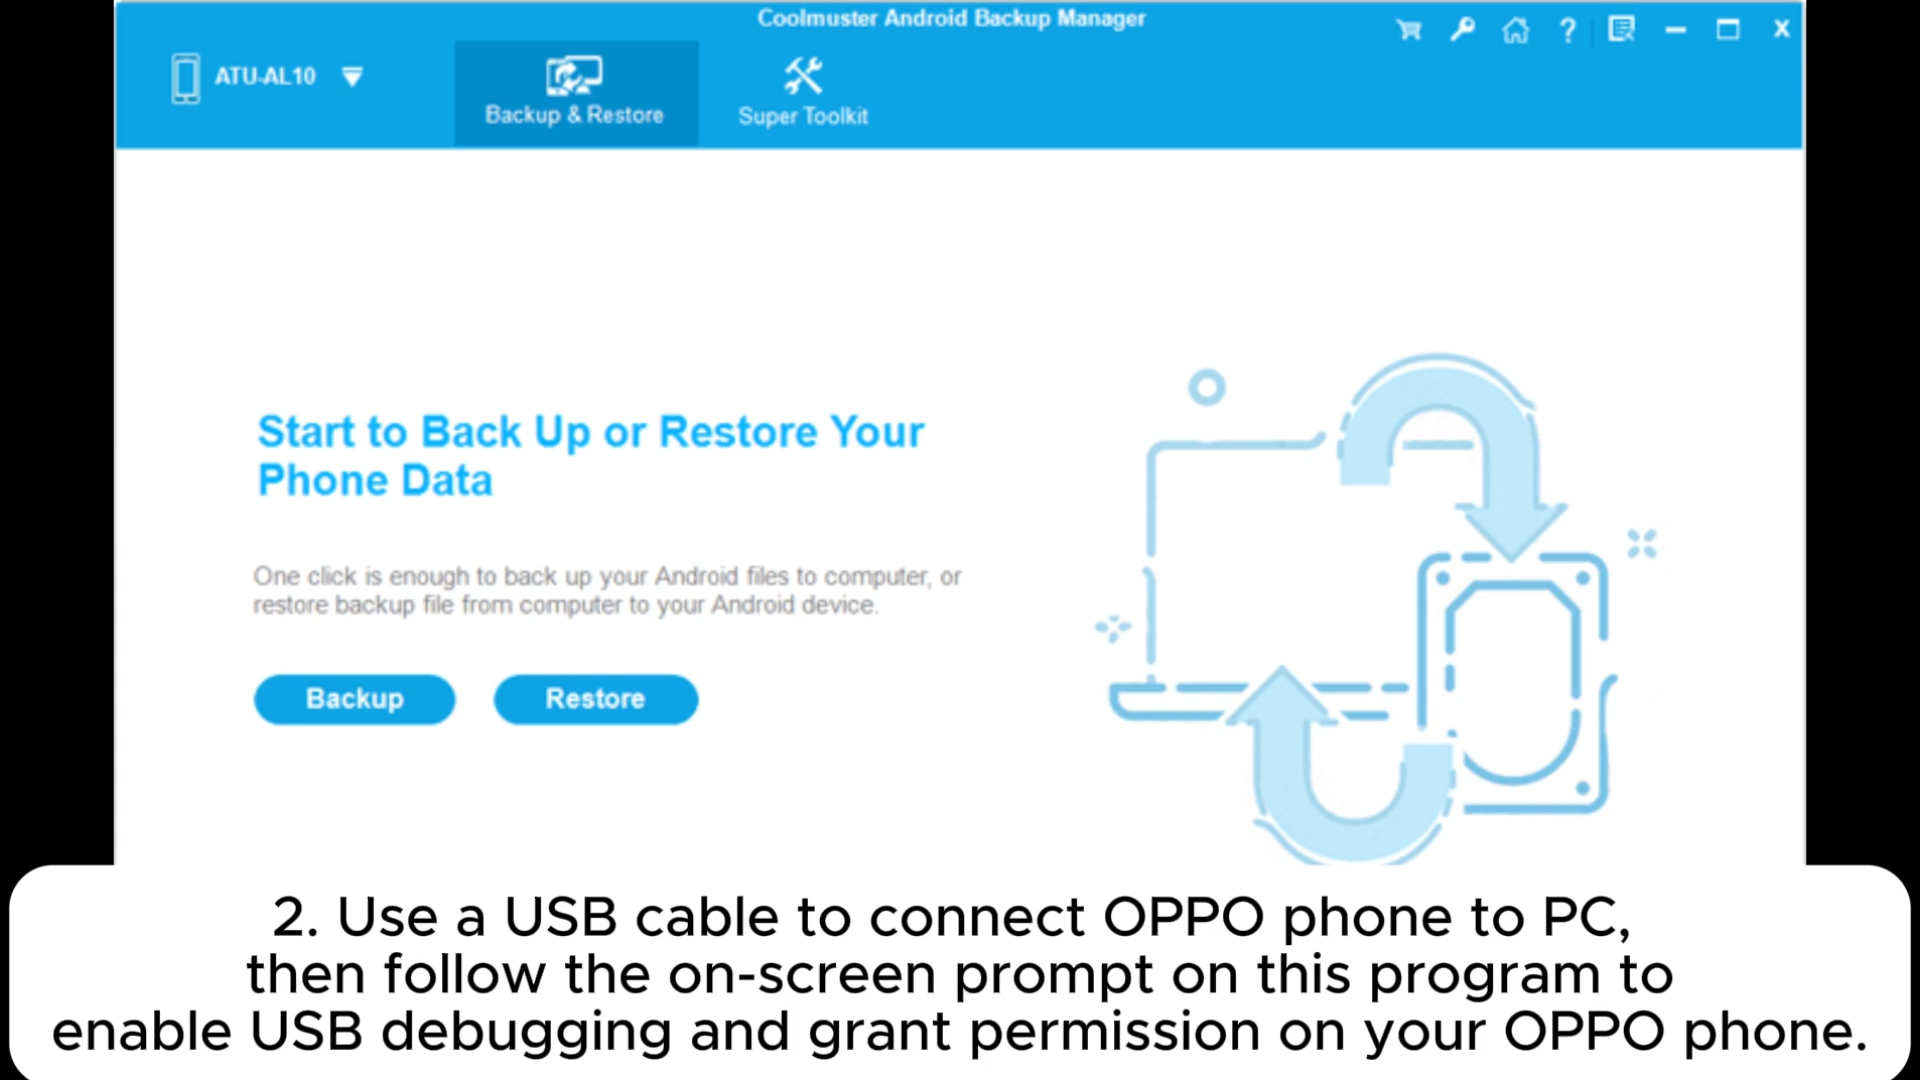 Coolmuster Android Backup Manager
ATU-AL10
Backup & Restore
Super Toolkit
Start to Back Up or Restore Your
Phone Data
One click is enough to back up your Android files to computer, or
restore backup file from computer to your Android device.
Backup
Restore
2. Use a USB cable to connect OPPO phone to PC,
then follow the on-screen prompt on this program to
enable USB debugging and grant permission on your OPPO phone.